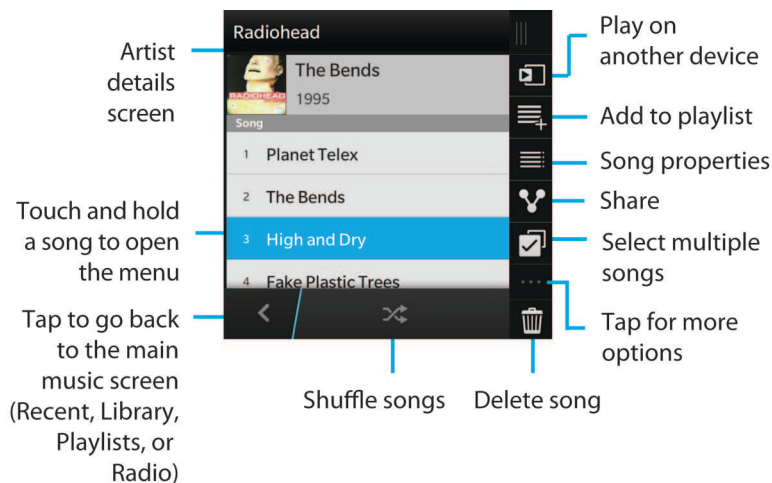 Radiohead
The Bends
1995
RADIOHEAD
Song
1 Planet Telex
2 The Bends
3 High and Dry
4 Fake Plastic Trees
Artist
details
screen
Touch and hold
a song to open
the menu
Tap to go back
to the main
music screen
(Recent, Library,
Playlists, or
Radio)
Shuffle songs
Delete song
Play on
another device
Add to playlist
Song properties
Share
Select multiple
songs
Tap for more
options